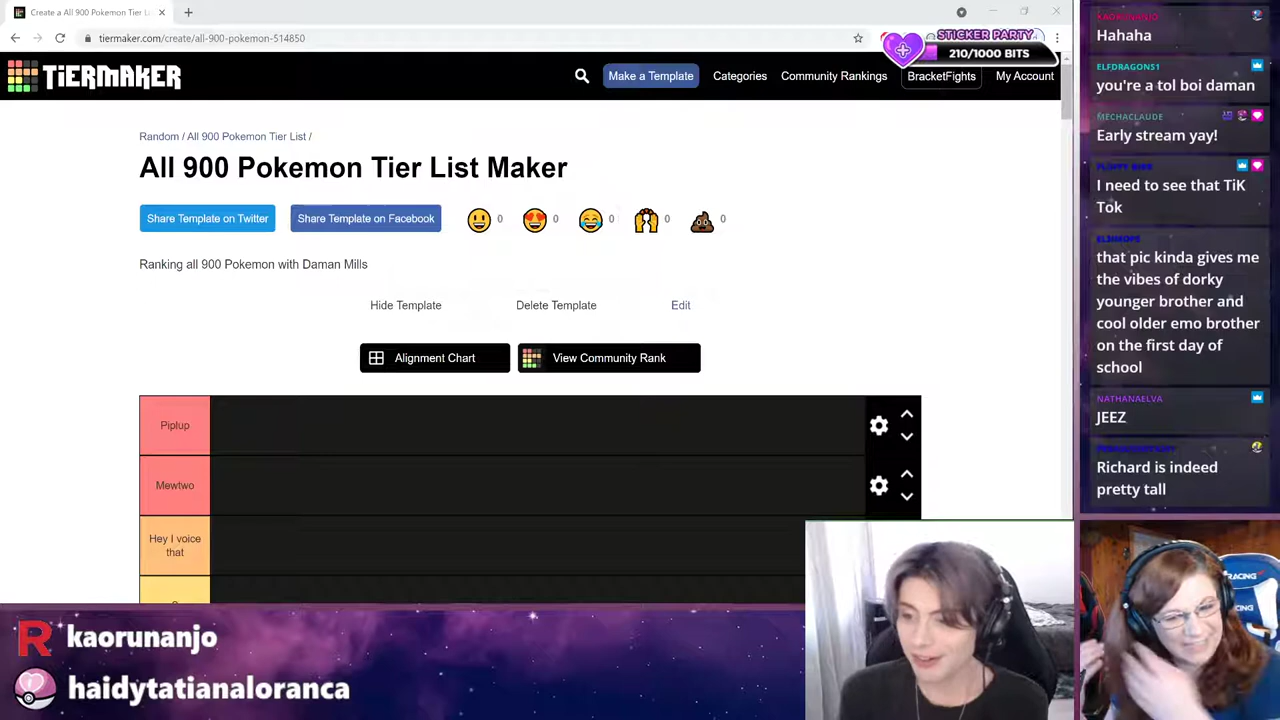 Create a All 900 Pokemon Tier Li
tiermaker.com/create/all-900-pokemon-514850
STICKER PARTY
210/1000 BITS
TiERMAKER
Make a Template
Categories
Community Rankings
BracketFights
My Account
Random / All 900 Pokemon Tier List /
All 900 Pokemon Tier List Maker
Share Template on Twitter
Share Template on Facebook
0
0
0
0
0
Ranking all 900 Pokemon with Daman Mills
Hide Template
Delete Template
Edit
Alignment Chart
View Community Rank
Piplup
Mewtwo
Hey I voice
that
KAORUNANJO
Hahaha
ELFDRAGON51
you're a tol boi daman
MECHACLAUDE
Early stream yay!
I need to see that TiK
Tok
that pic kinda gives me
the vibes of dorky
younger brother and
cool older emo brother
on the first day of
school
NATHANAELVA
JEEZ
Richard is indeed
pretty tall
RACING
RACING
R kaorunanjo
haidytatianaloranca